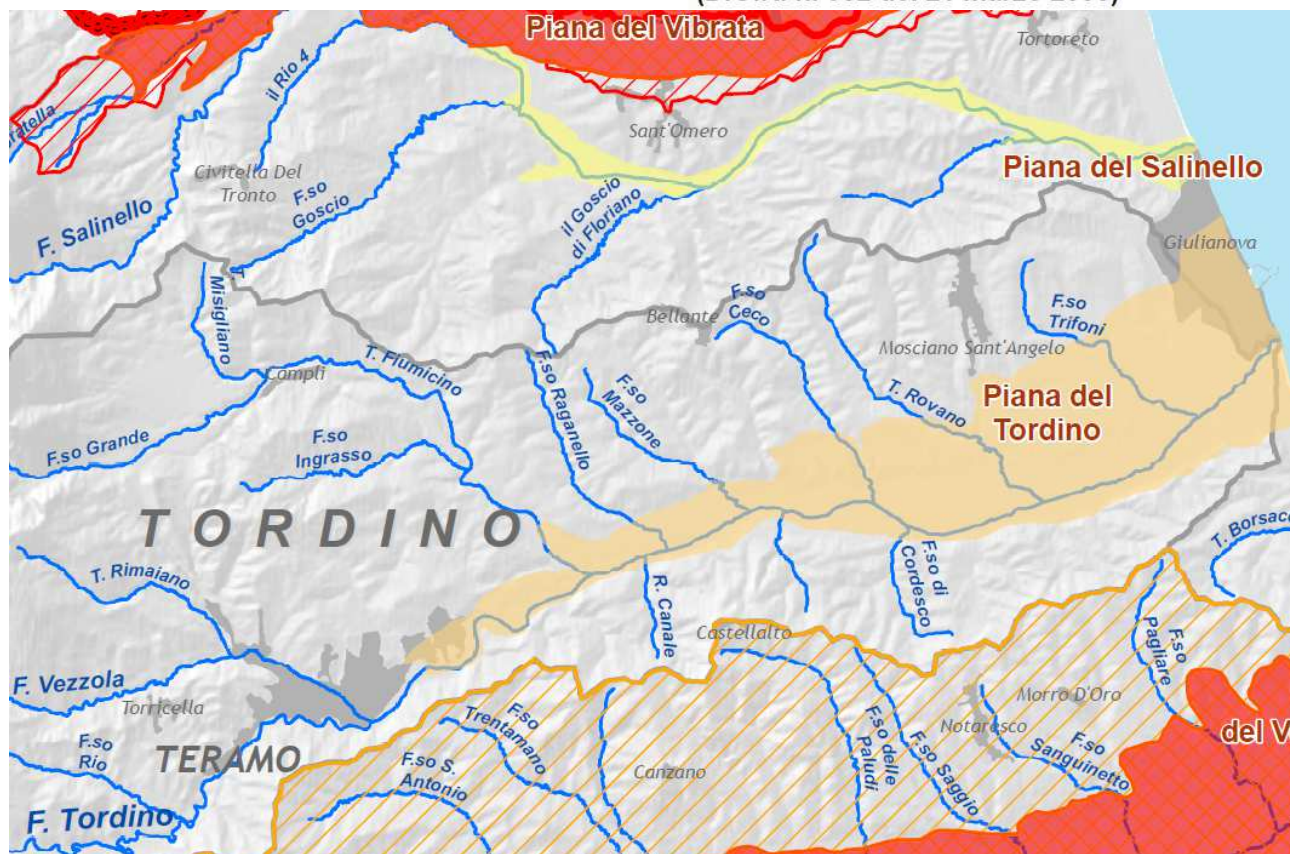 Piana del Vibrata
Tortoreto
il Rio 4
Sant'Omero
Civitella Del
Tronto
F.so
Goscio
Piana del Salinello
F. Salinello
il Goscio
di Floriano
Giulianova
T.
Misigliano
F.so
Ceco
Bellante
F.so
Trifoni
Mosciano Sant'Angelo
T. Fiumicino
Campli
F.so Raganello
F.so
Mazzone
T. Rovano
Piana del
Tordino
F.so Grande
F.so
Ingrasso
TORDINO
T. Borsac
T. Rimaiano
R. Canale
F.so di
Cordesco
Castellalto
F.so
Pagliare
F. Vezzola
Torricella
Morro D'Oro
Notaresco
F.so
Trentamano
F.so delle
Paludi
F.so Saggio
F.so
Sanguinetto
del V
F.so
Rio
TERAMO
F.so S.
Antonio
Canzano
F. Tordino